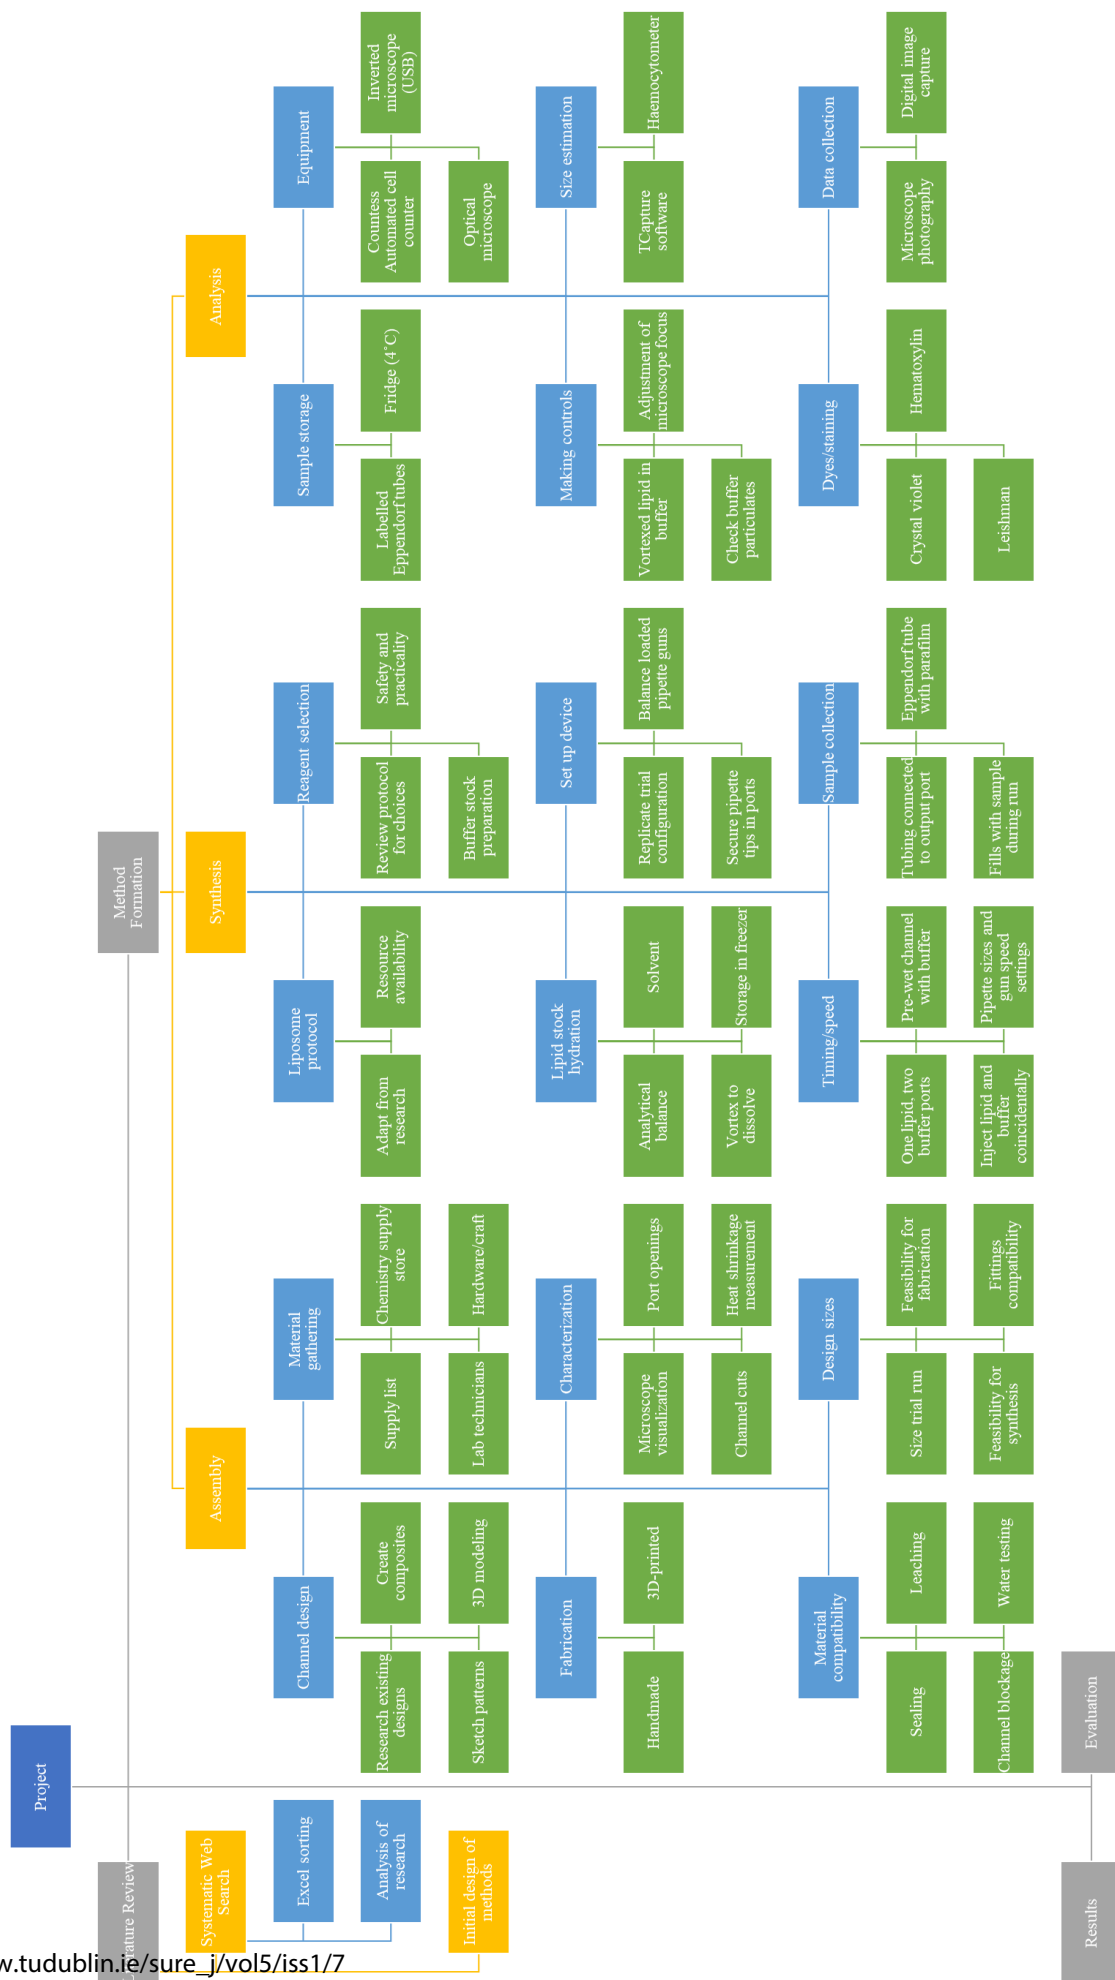 Project
Literature Review
Systematic Web
Search
Excel sorting
Analysis of
research
Initial design of
methods
Method
Formation
Assembly
Channel design
Research existing
designs
Create
composites
Sketch patterns
3D modeling
Material
gathering
Supply list
Chemistry supply
store
Lab technicians
Hardware/craft
Fabrication
Handmade
3D-printed
Characterization
Microscope
visualization
Port openings
Channel cuts
Heat shrinkage
measurement
Material
compatibility
Sealing
Leaching
Channel blockage
Water testing
Design sizes
Size trial run
Feasibility for
fabrication
Feasibility for
synthesis
Fittings
compatibility
Synthesis
Liposome
protocol
Adapt from
research
Resource
availability
Reagent selection
Review protocol
for choices
Safety and
practicality
Buffer stock
preparation
Lipid stock
hydration
Analytical
balance
Solvent
Vortex to
dissolve
Storage in freezer
Set up device
Replicate trial
configuration
Balance loaded
pipette guns
Secure pipette
tips in ports
Timing/speed
One lipid, two
buffer ports
Pre-wet channel
with buffer
Inject lipid and
buffer
coincidentally
Pipette sizes and
gun speed
settings
Sample collection
Tubing connected
to output port
Eppendorf tube
with parafilm
Fills with sample
during run
Analysis
Sample storage
Labelled
Eppendorf tubes
Fridge (4˚C)
Equipment
Countess
Automated cell
counter
Inverted
microscope
(USB)
Optical
microscope
Making controls
Vortexed lipid in
buffer
Adjustment of
microscope focus
Check buffer
particulates
Size estimation
TCapture
software
Haemocytometer
Dyes/staining
Crystal violet
Hematoxylin
Leishman
Data collection
Microscope
photography
Digital image
capture
Results
Evaluation
w.tudublin.ie/sure_j/vol5/iss1/7